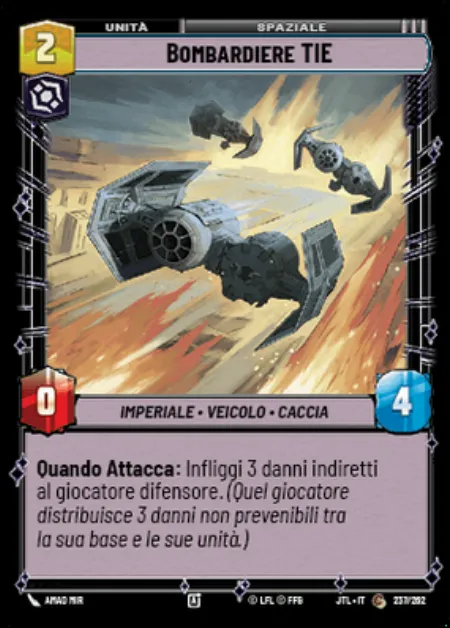 UNITÀ
SPAZIALE
2
BOMBARDIERE TIE
0
IMPERIALE • VEICOLO • CACCIA
4
Quando Attacca: Infliggi 3 danni indiretti
al giocatore difensore. (Quel giocatore
distribuisce 3 danni non prevenibili tra
la sua base e le sue unità.)
AMAD MIR
© LFL © FFG
JTL • IT
237/262